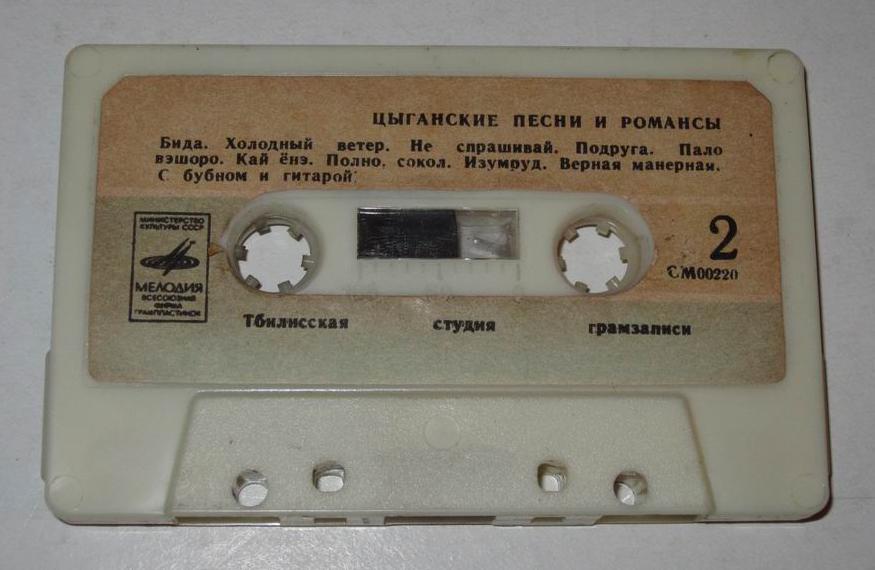 ЦЫГАНСКИЕ ПЕСНИ И РОМАНСЫ
Бида. Холодный ветер. Не спрашивай. Подруга. Пало
вэшоро. Кай ёнэ. Полно, сокол. Изумруд. Верная манерная.
С бубном и гитарой.
МИНИСТЕРСТВО
КУЛЬТУРЫ СССР
МЕЛОДИЯ
ВСЕСОЮЗНАЯ
ФИРМА
ГРАМПЛАСТИНОК
2
СМ00220
Тбилисская студия грамзаписи